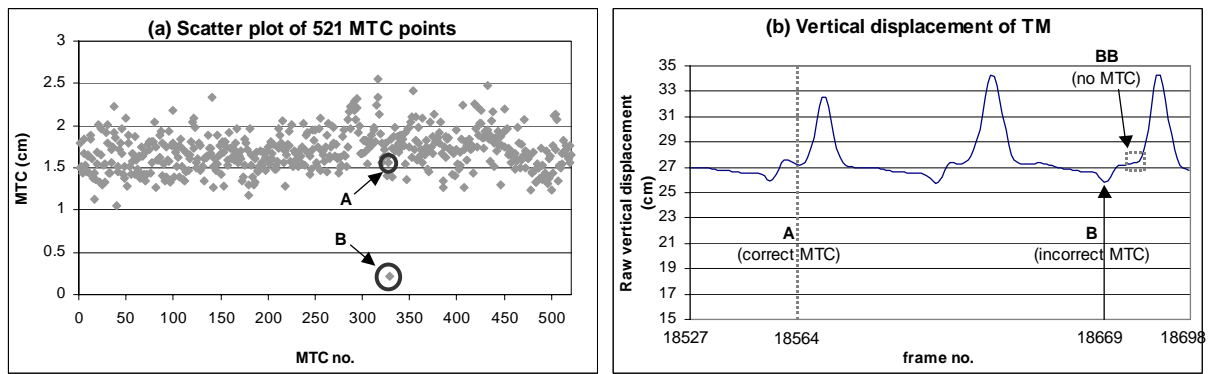 (a) Scatter plot of 521 MTC points
3
2.5
2
1.5
1
0.5
0
MTC (cm)
A
B
0 50 100 150 200 250 300 350 400 450 500
MTC no.
(b) Vertical displacement of TM
35
33
31
29
27
25
23
21
19
17
15
Raw vertical displacement
(cm)
BB
(no MTC)
A
(correct MTC)
B
(incorrect MTC)
18527 18564 18669 18698
frame no.